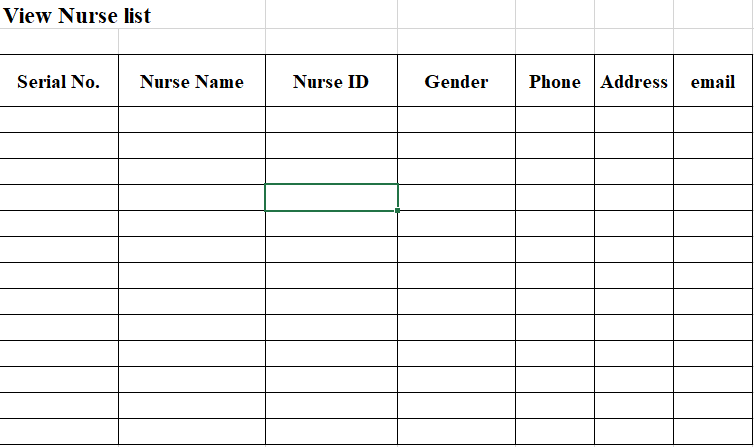 View Nurse list
Serial No. Nurse Name Nurse ID Gender Phone Address email